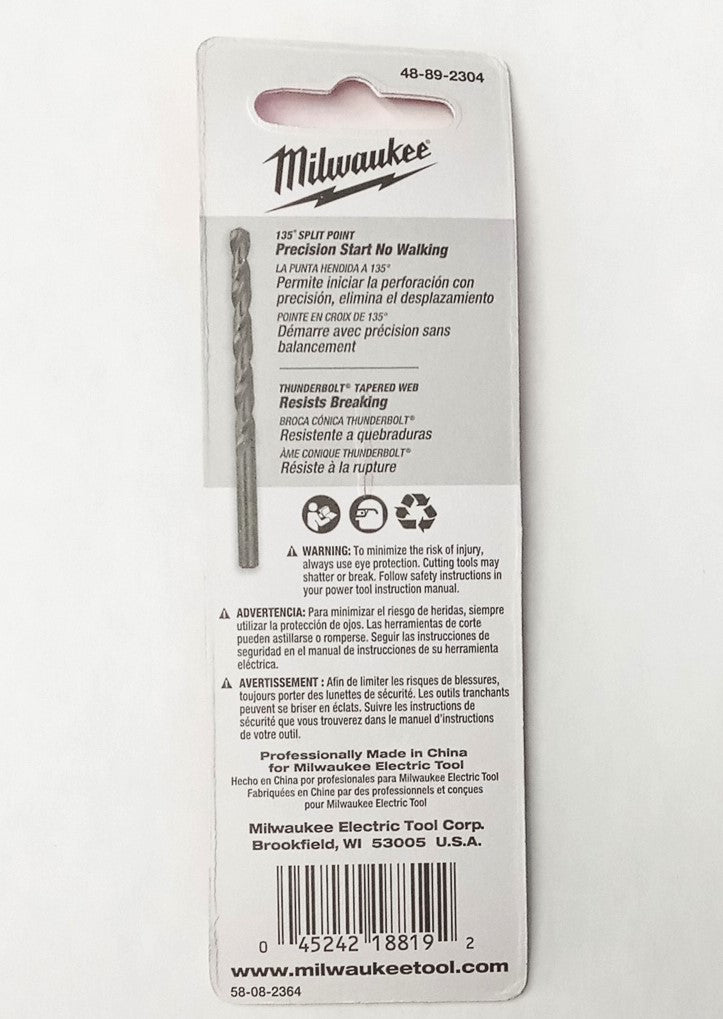 48-89-2304
Milwaukee
135° SPLIT POINT
Precision Start No Walking
LA PUNTA HENDIDA A 135°
Permite iniciar la perforación con
precisión, elimina el desplazamiento
POINTE EN CROIX DE 135°
Démarre avec précision sans
balancement
THUNDERBOLT® TAPERED WEB
Resists Breaking
BROCA CÓNICA THUNDERBOLT®
Resistente a quebraduras
ÂME CONIQUE THUNDERBOLT®
Résiste à la rupture
WARNING: To minimize the risk of injury,
always use eye protection. Cutting tools may
shatter or break. Follow safety instructions in
your power tool instruction manual.
ADVERTENCIA: Para minimizar el riesgo de heridas, siempre
utilizar la protección de ojos. Las herramientas de corte
pueden astillarse o romperse. Seguir las instrucciones de
seguridad en el manual de instrucciones de su herramienta
eléctrica.
AVERTISSEMENT : Afin de limiter les risques de blessures,
toujours porter des lunettes de sécurité. Les outils tranchants
peuvent se briser en éclats. Suivre les instructions de
sécurité que vous trouverez dans le manuel d'instructions
de votre outil.
Professionally Made in China
for Milwaukee Electric Tool
Hecho en China por profesionales para Milwaukee Electric Tool
Fabriquées en Chine par des professionnels et conçues
pour Milwaukee Electric Tool
Milwaukee Electric Tool Corp.
Brookfield, WI 53005 U.S.A.
0 45242 18819 2
www.milwaukeetool.com
58-08-2364